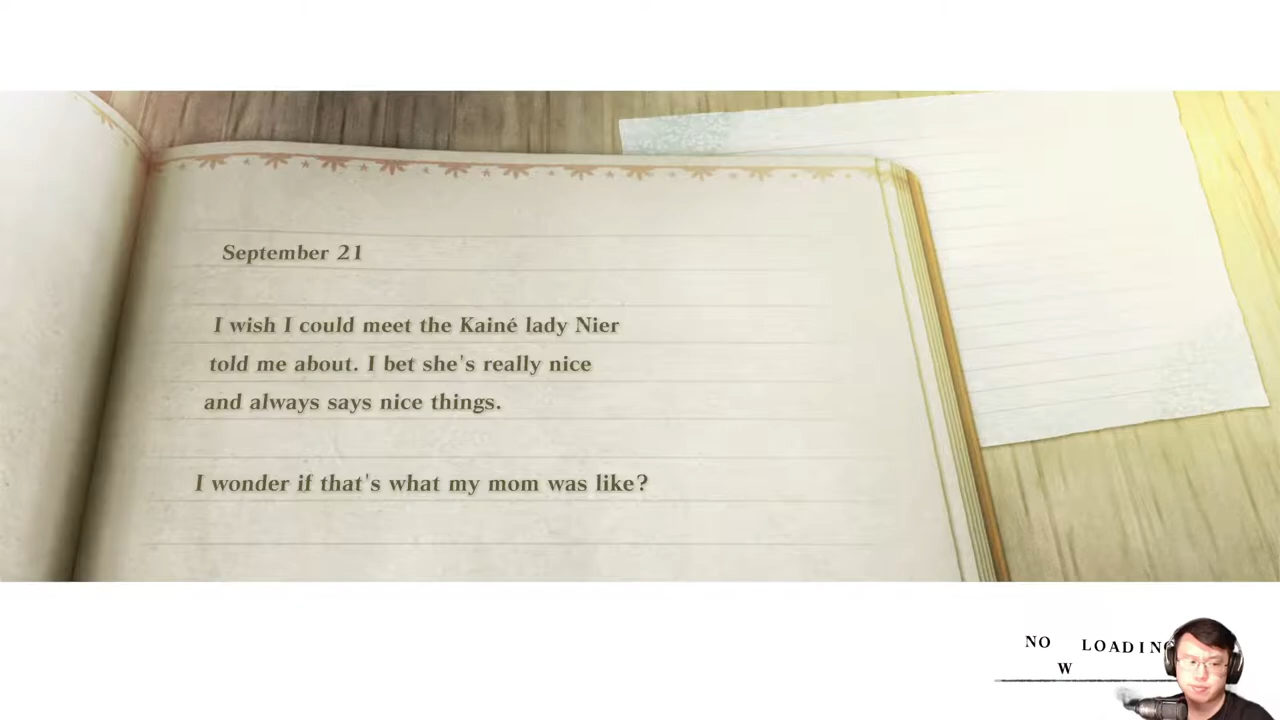 September 21
I wish I could meet the Kainé lady Nier
told me about. I bet she's really nice
and always says nice things.
I wonder if that's what my mom was like?
NO W LOADING